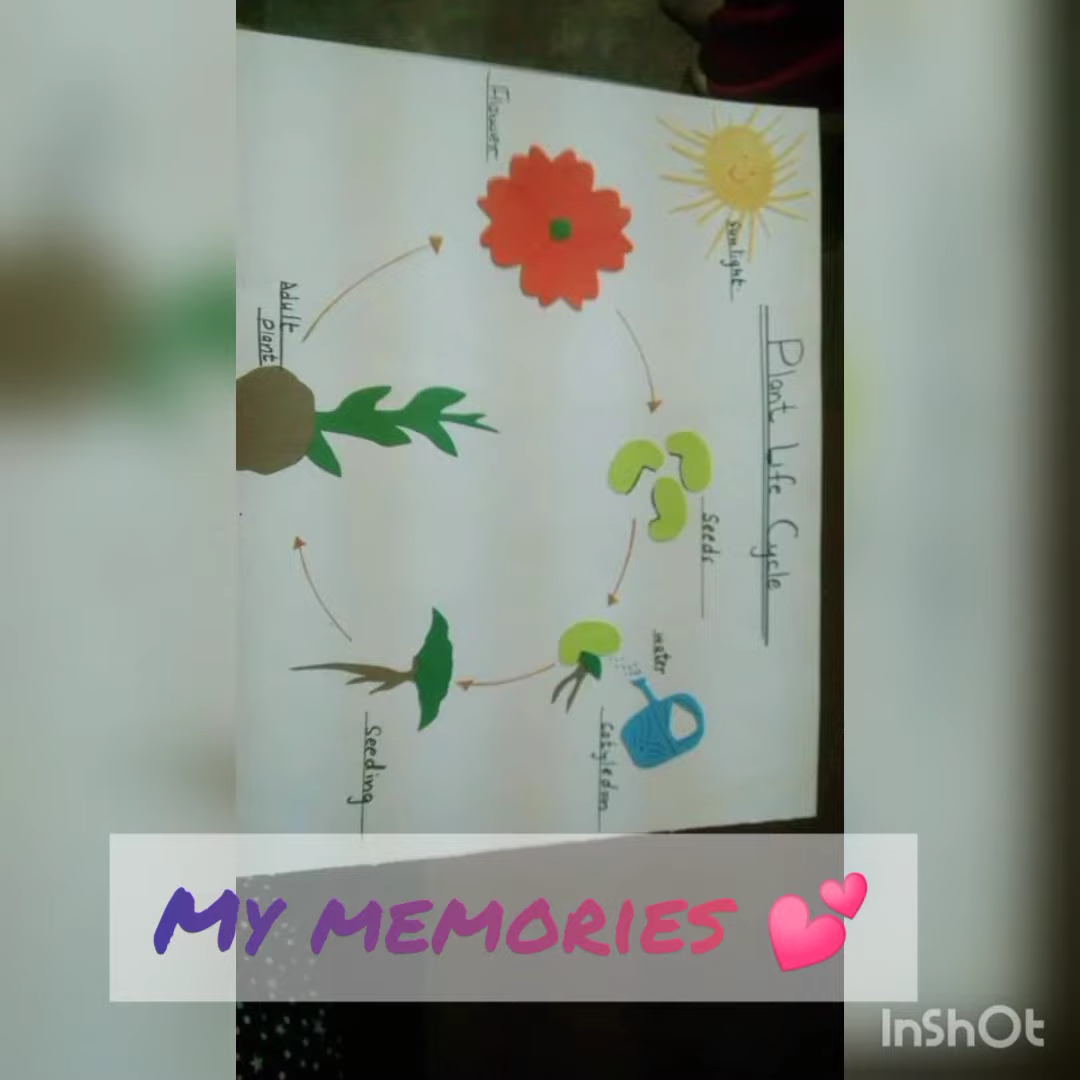 Plant Life Cycle
Sunlight
Flower
Seeds
water
Cotyledon
Seeding
Adult
Plant
My memories 💕
InShOt